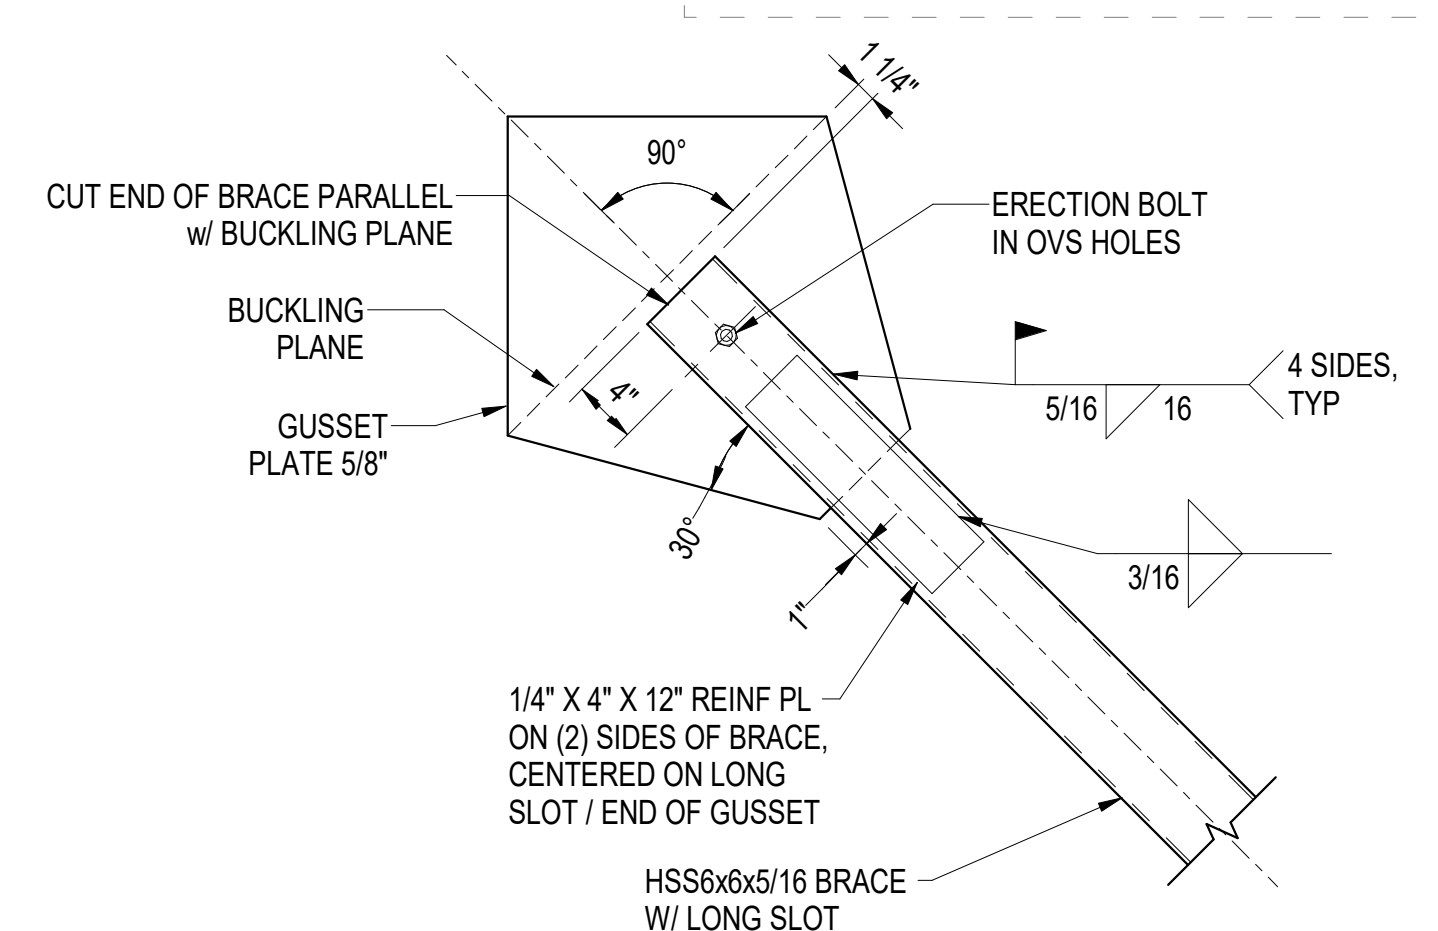 1 1/4"
90°
CUT END OF BRACE PARALLEL
w/ BUCKLING PLANE
ERECTION BOLT
IN OVS HOLES
BUCKLING
PLANE
4 SIDES,
TYP
5/16
16
4"
GUSSET
PLATE 5/8"
30°
3/16
1"
1/4" X 4" X 12" REINF PL
ON (2) SIDES OF BRACE,
CENTERED ON LONG
SLOT / END OF GUSSET
HSS6x6x5/16 BRACE
W/ LONG SLOT